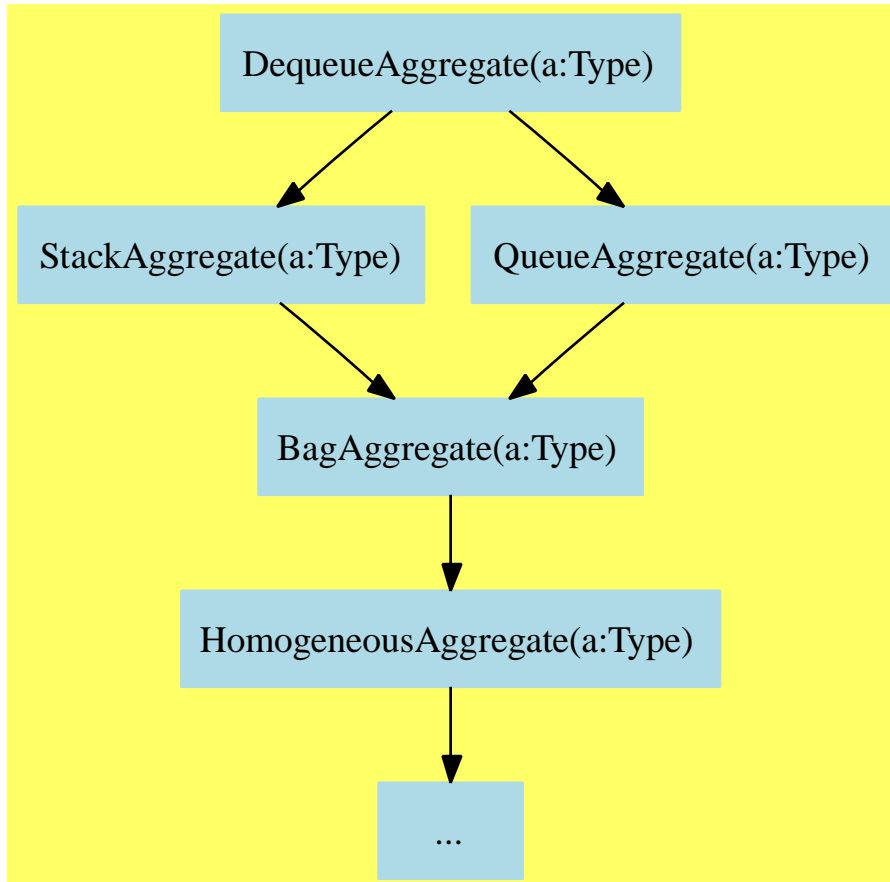 DequeueAggregate(a:Type)
StackAggregate(a:Type)
QueueAggregate(a:Type)
BagAggregate(a:Type)
HomogeneousAggregate(a:Type)
...